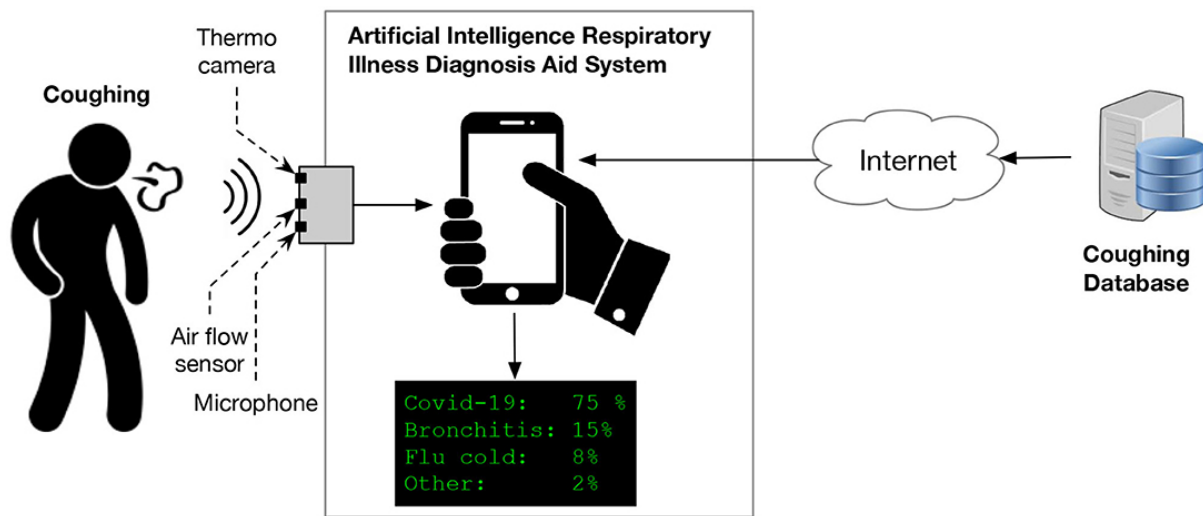 Thermo
camera
Artificial Intelligence Respiratory
Illness Diagnosis Aid System
Coughing
Internet
Coughing
Database
Air flow
sensor
Microphone
Covid-19: 75 %
Bronchitis: 15%
Flu cold: 8%
Other: 2%